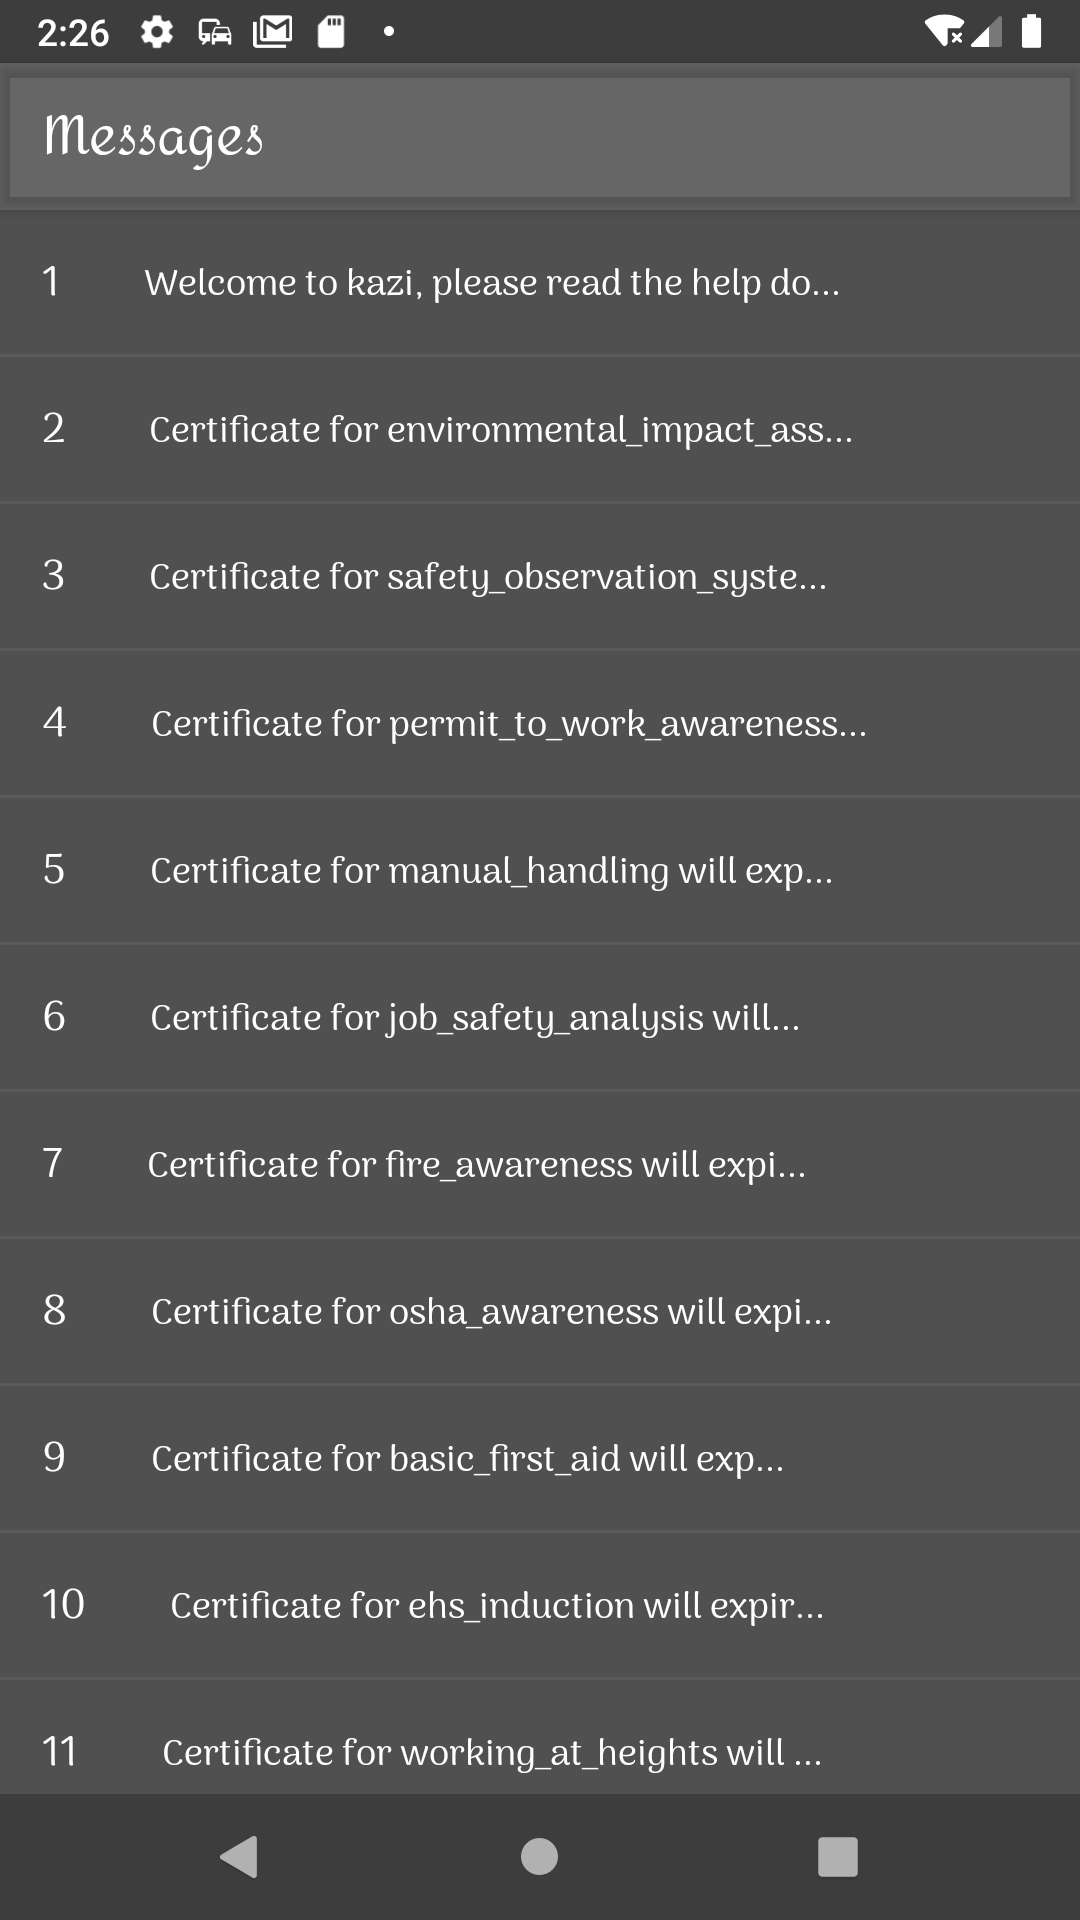 2:26
Messages
1 Welcome to kazi, please read the help do...
2 Certificate for environmental_impact_ass...
3 Certificate for safety_observation_syste...
4 Certificate for permit_to_work_awareness...
5 Certificate for manual_handling will exp...
6 Certificate for job_safety_analysis will...
7 Certificate for fire_awareness will expi...
8 Certificate for osha_awareness will expi...
9 Certificate for basic_first_aid will exp...
10 Certificate for ehs_induction will expir...
11 Certificate for working_at_heights will ...